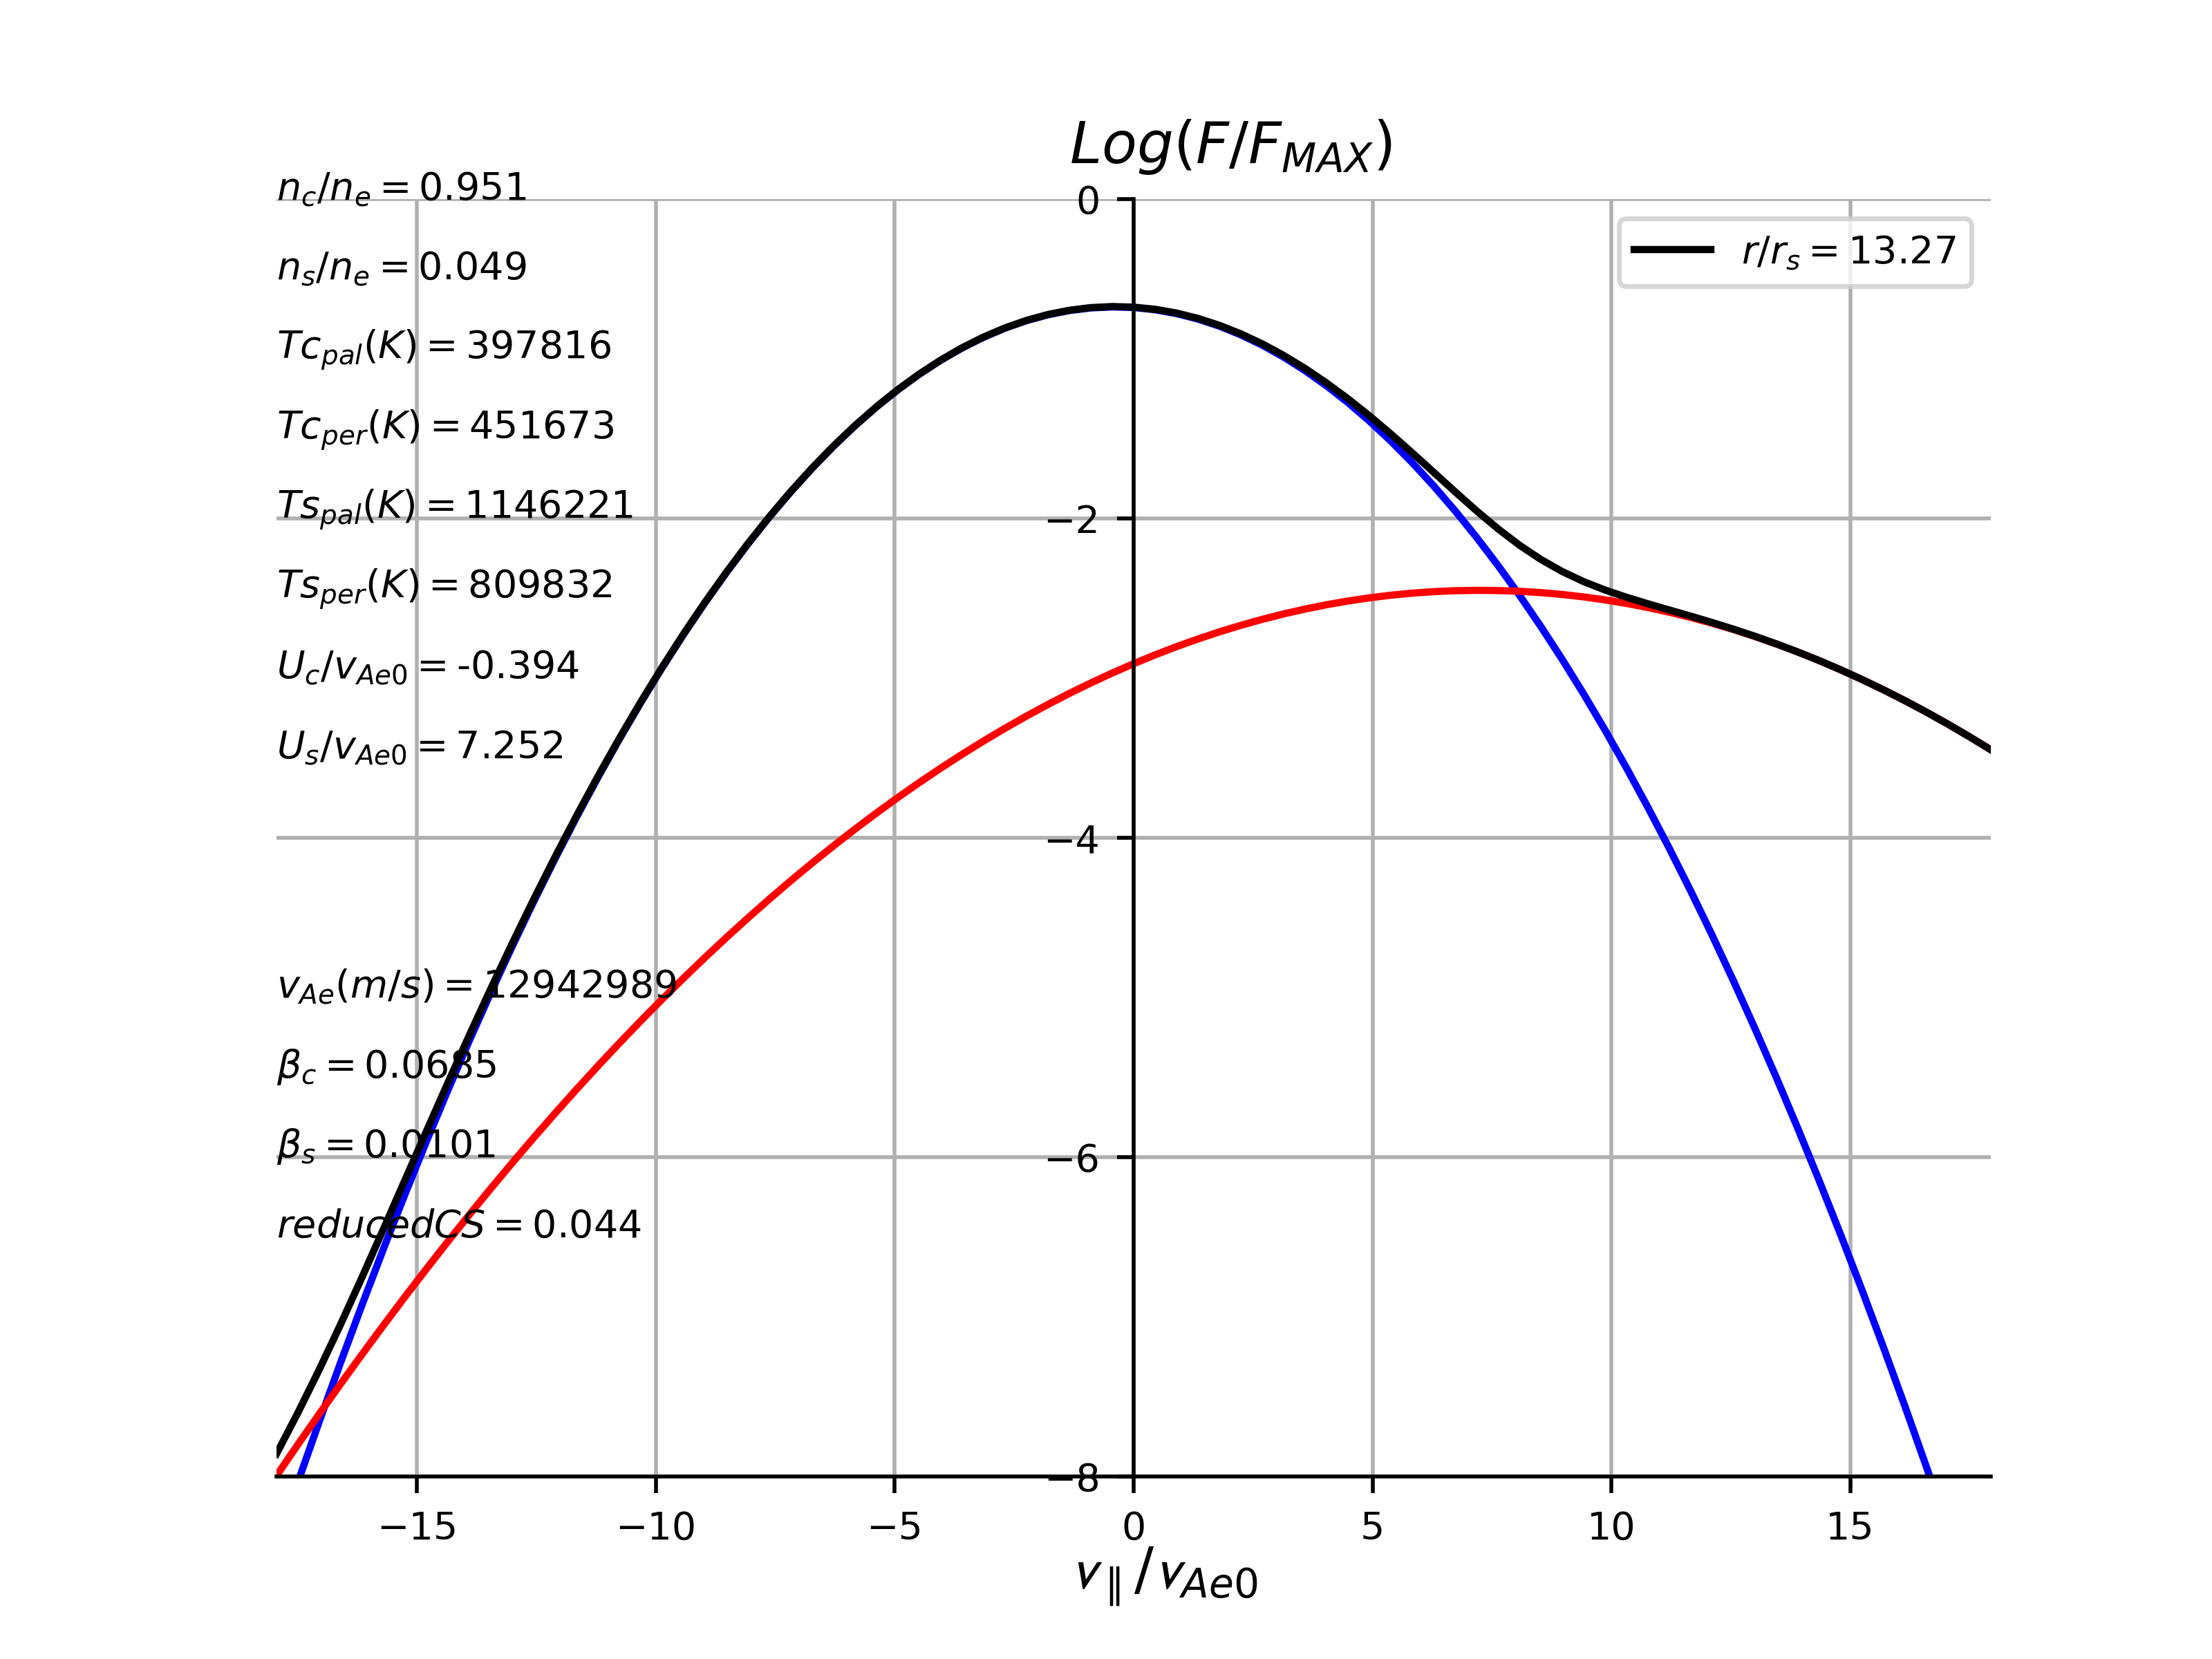 Log(F/F_MAX)
n_c/n_e = 0.951
n_s/n_e = 0.049
Tc_pal(K) = 397816
Tc_per(K) = 451673
Ts_pal(K) = 1146221
Ts_per(K) = 809832
U_c/v_Ae0 = -0.394
U_s/v_Ae0 = 7.252
v_Ae(m/s) = 12942989
β_c = 0.0685
β_s = 0.0101
reducedCS = 0.044
r/r_s = 13.27
0
−2
−4
−6
−8
−15 −10 −5 0 5 10 15
v_∥/v_Ae0